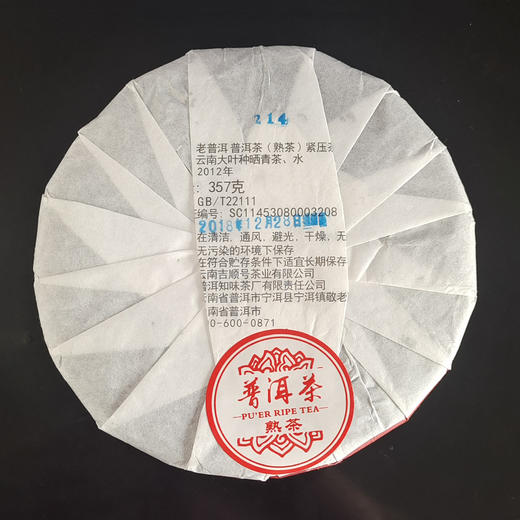 214
老普洱 普洱茶（熟茶）紧压茶
云南大叶种晒青茶、水
2012年
: 357克
GB/T22111
编号: SC11453080003208
2018年12月28日
在清洁、通风、避光、干燥、无
无污染的环境下保存
在符合贮存条件下适宜长期保存
云南吉顺号茶业有限公司
普洱知味茶厂有限责任公司
云南省普洱市宁洱县宁洱镇敬老
南省普洱市
0-600-0871
普洱茶
PU'ER RIPE TEA
熟茶